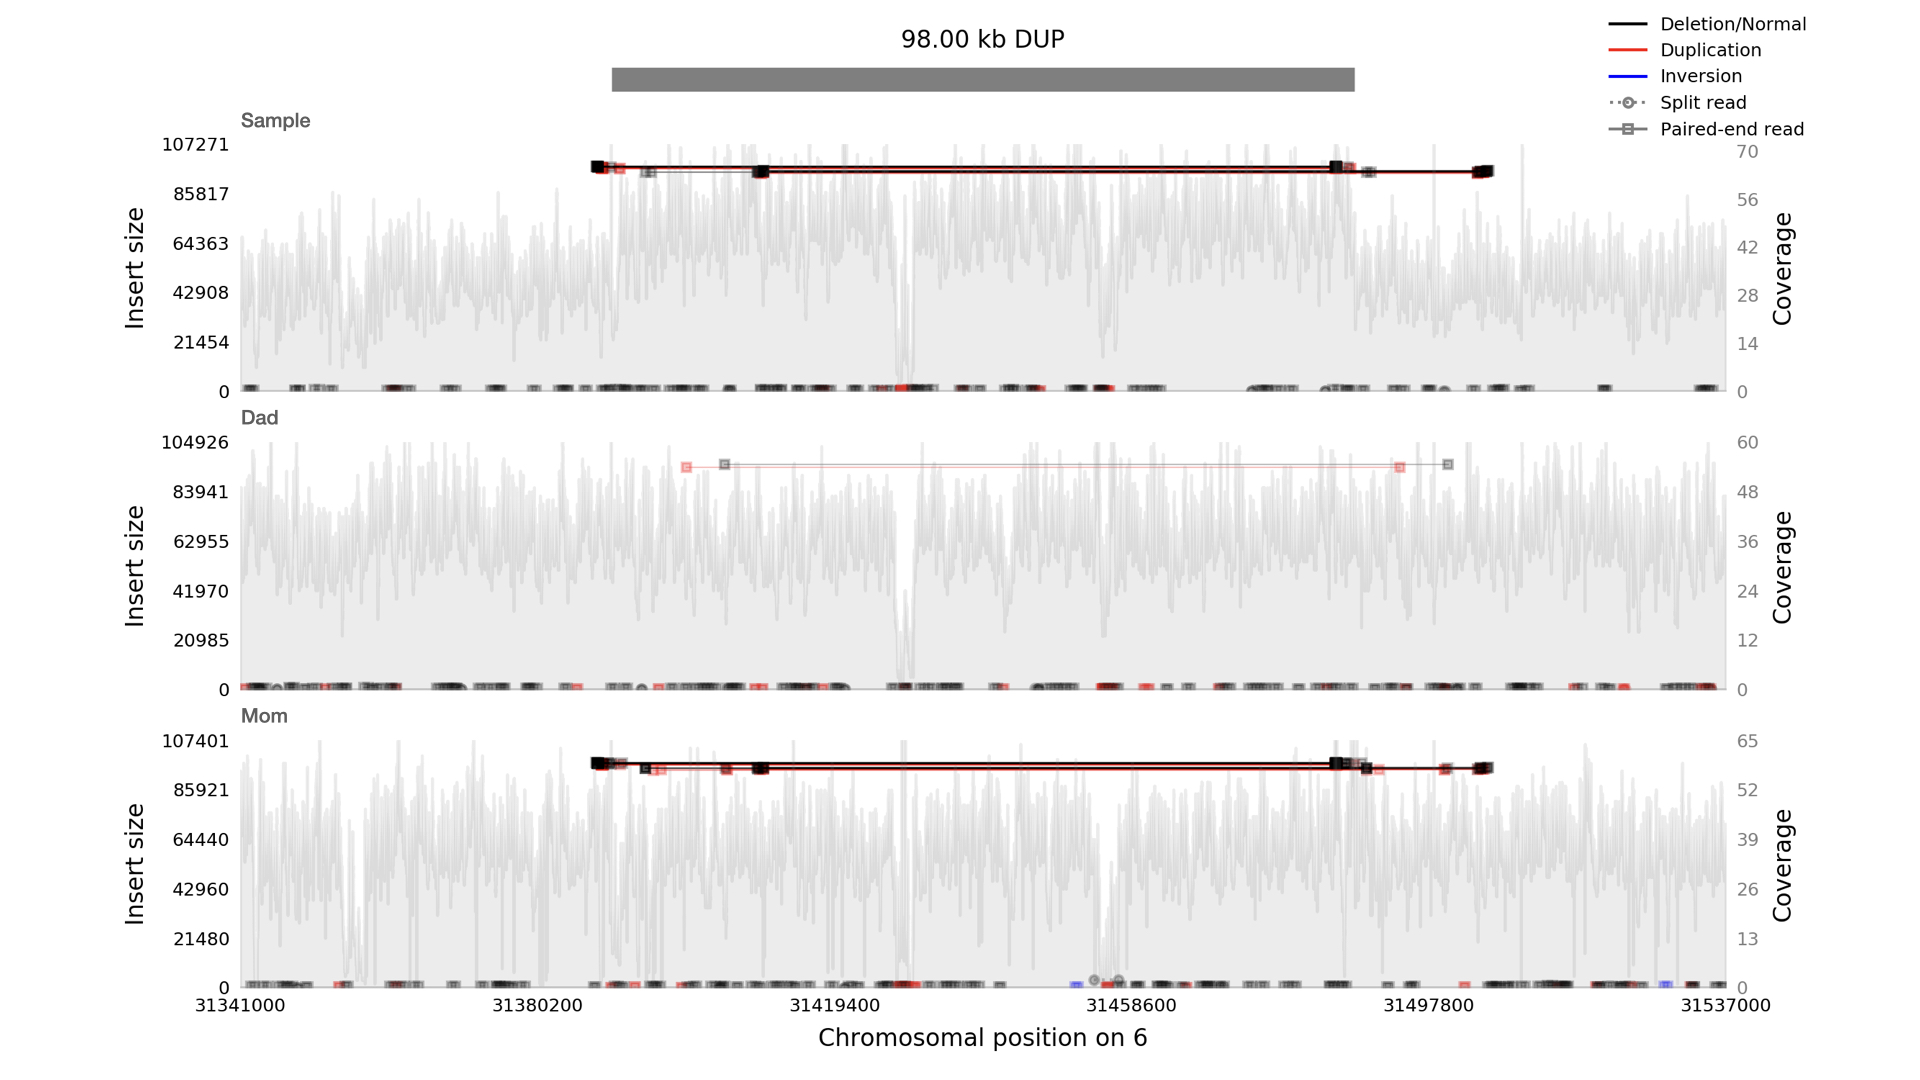 98.00 kb DUP
Deletion/Normal
Duplication
Inversion
Split read
Paired-end read
Sample
107271
85817
64363
42908
21454
0
Insert size
70
56
42
28
14
0
Coverage
Dad
104926
83941
62955
41970
20985
0
Insert size
60
48
36
24
12
0
Coverage
Mom
107401
85921
64440
42960
21480
0
Insert size
65
52
39
26
13
0
Coverage
31341000 31380200 31419400 31458600 31497800 31537000
Chromosomal position on 6